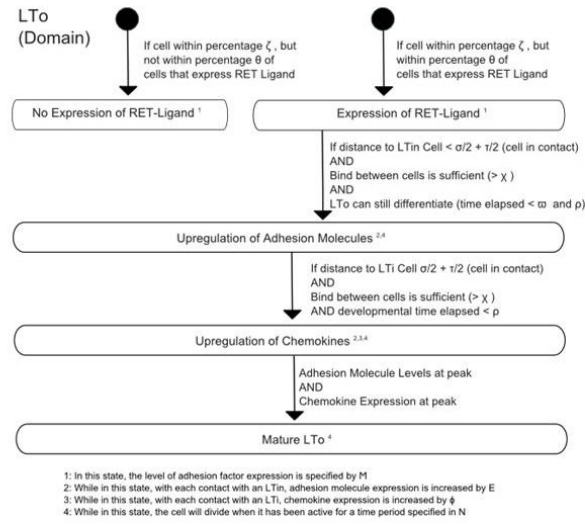 LTo
(Domain)
If cell within percentage ζ , but
not within percentage θ of
cells that express RET Ligand
If cell within percentage ζ , but
within percentage θ of
cells that express RET Ligand
No Expression of RET-Ligand ¹
Expression of RET-Ligand ¹
If distance to LTin Cell < σ/2 + τ/2 (cell in contact)
AND
Bind between cells is sufficient (> χ )
AND
LTo can still differentiate (time elapsed < ϖ and ρ)
Upregulation of Adhesion Molecules ²,⁴
If distance to LTi Cell σ/2 + τ/2 (cell in contact)
AND
Bind between cells is sufficient (> χ )
AND developmental time elapsed < ρ
Upregulation of Chemokines ²,³,⁴
Adhesion Molecule Levels at peak
AND
Chemokine Expression at peak
Mature LTo ⁴
1: In this state, the level of adhesion factor expression is specified by M
2: While in this state, with each contact with an LTin, adhesion molecule expression is increased by E
3: While in this state, with each contact with an LTi, chemokine expression is increased by ϕ
4: While in this state, the cell will divide when it has been active for a time period specified in N